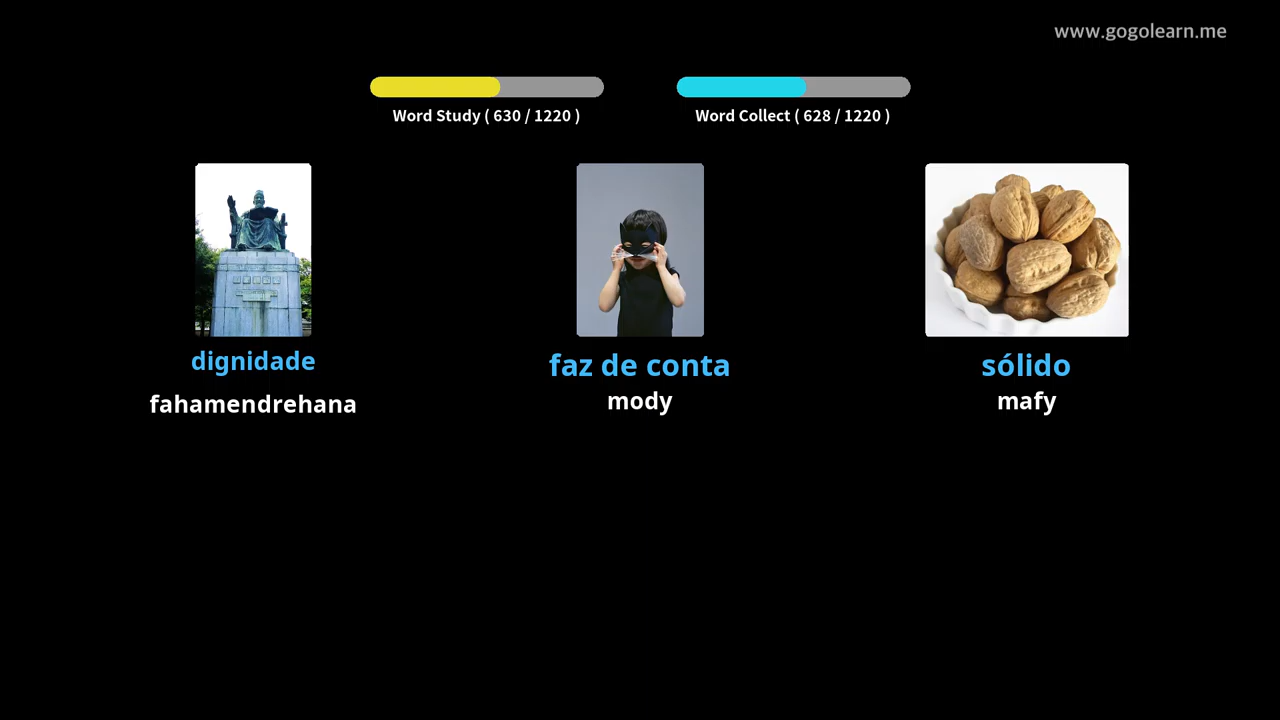 www.gogolearn.me
Word Study ( 630 / 1220 )
Word Collect ( 628 / 1220 )
dignidade
fahamendrehana
faz de conta
mody
sólido
mafy